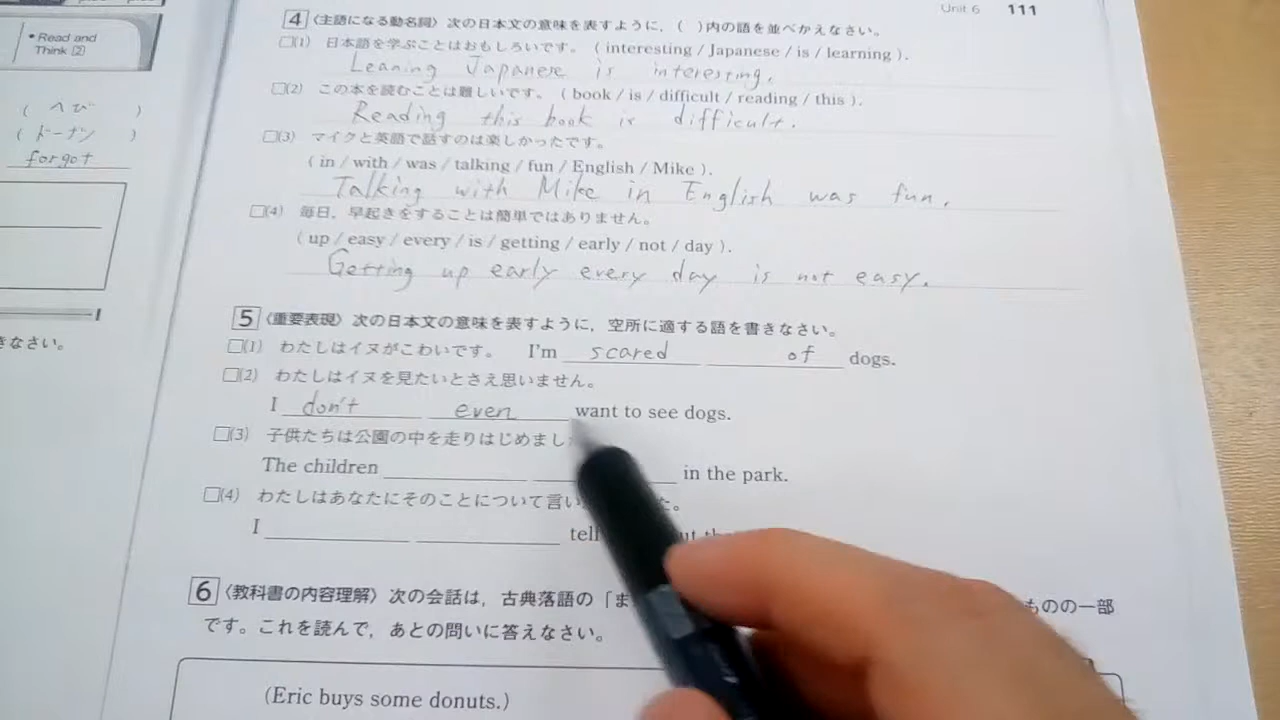 Unit 6 111
• Read and
Think (2)
4 〈主語になる動名詞〉 次の日本文の意味を表すように，( )内の語を並べかえなさい。
□(1) 日本語を学ぶことはおもしろいです。 ( interesting / Japanese / is / learning ).
Leaning Japanese is interesting.
□(2) この本を読むことは難しいです。 ( book / is / difficult / reading / this ).
Reading this book is difficult.
□(3) マイクと英語で話すのは楽しかったです。
( in / with / was / talking / fun / English / Mike ).
Talking with Mike in English was fun.
□(4) 毎日，早起きをすることは簡単ではありません。
( up / easy / every / is / getting / early / not / day ).
Getting up early every day is not easy.
( へび )
( ドーナツ )
forgot
きなさい。
5 〈重要表現〉 次の日本文の意味を表すように，空所に適する語を書きなさい。
□(1) わたしはイヌがこわいです。 I'm scared of dogs.
□(2) わたしはイヌを見たいとさえ思いません。
I don't even want to see dogs.
□(3) 子供たちは公園の中を走りはじめまし
The children in the park.
□(4) わたしはあなたにそのことについて言い た。
I tell
6 〈教科書の内容理解〉 次の会話は，古典落語の「ま ものの一部
です。これを読んで，あとの問いに答えなさい。
(Eric buys some donuts.)